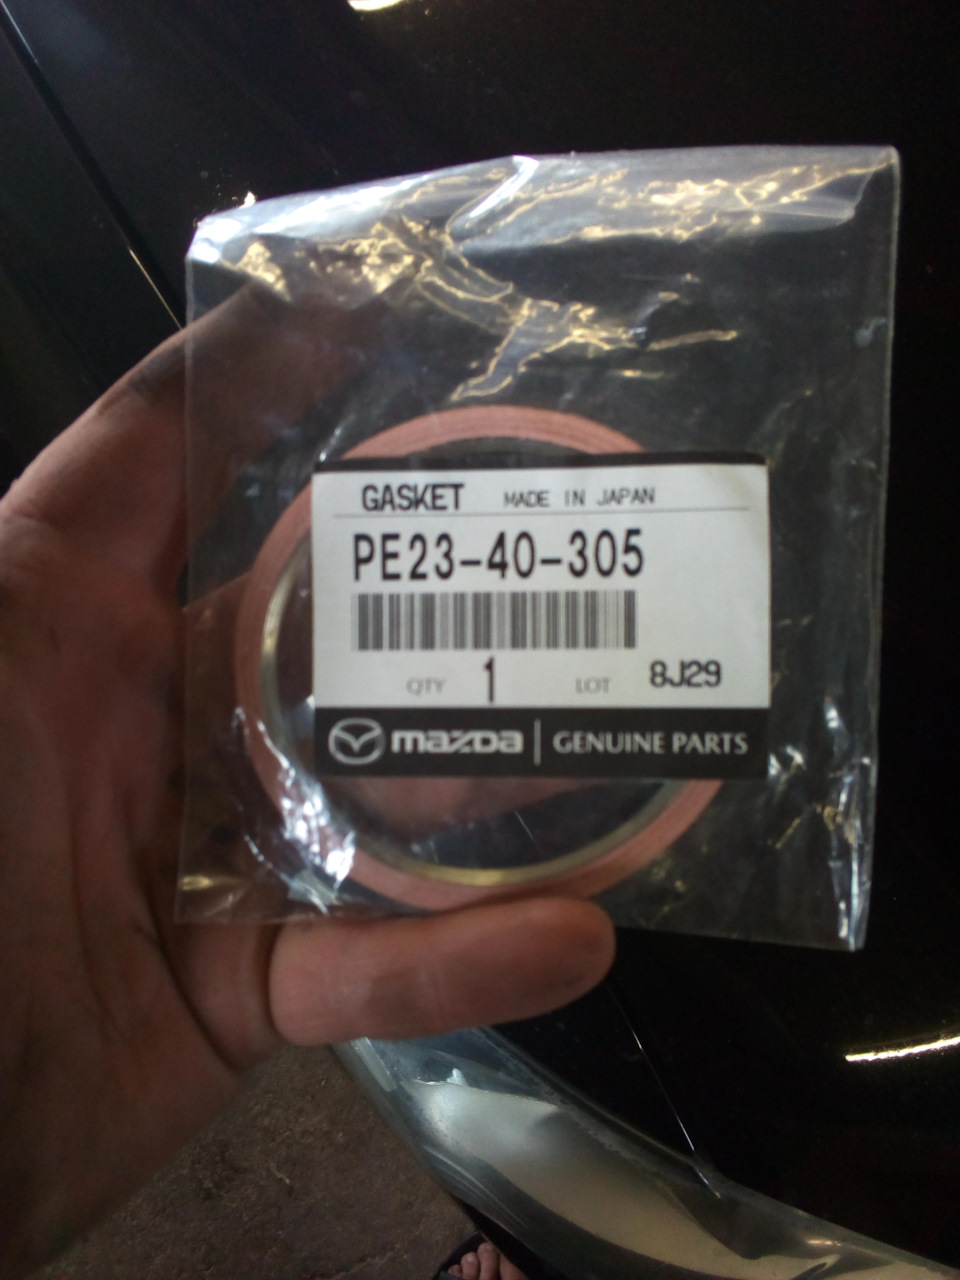 GASKET MADE IN JAPAN
PE23-40-305
QTY 1 LOT 8J29
mazda GENUINE PARTS